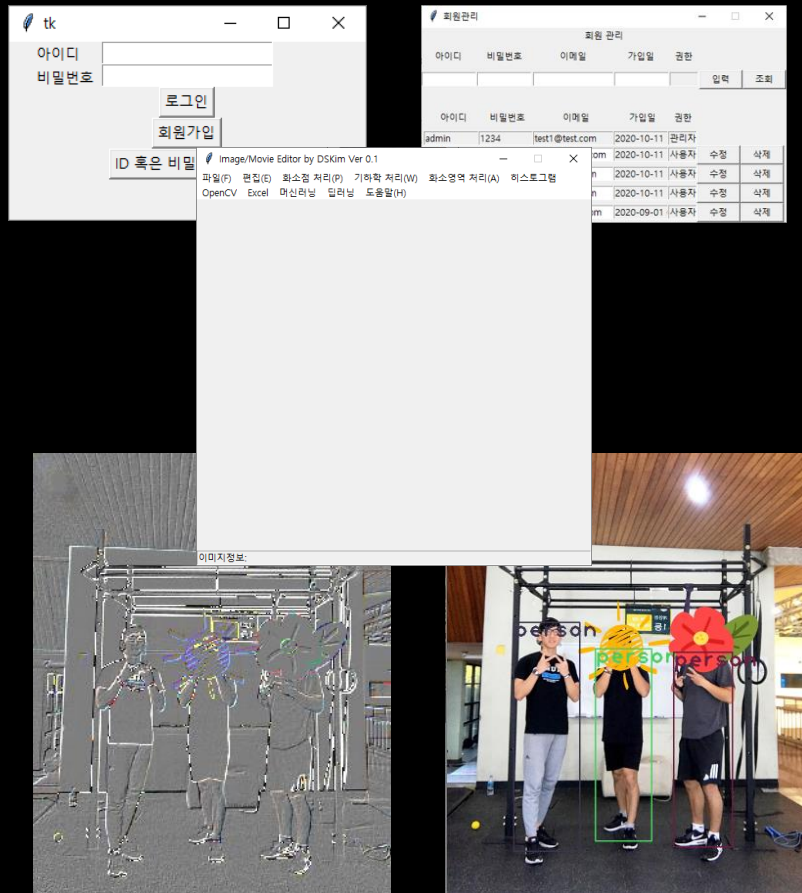 tk
아이디
비밀번호
로그인
회원가입
ID 혹은 비밀
회원관리
회원 관리
아이디 비밀번호 이메일 가입일 권한
입력 조회
아이디 비밀번호 이메일 가입일 권한
admin 1234 test1@test.com 2020-10-11 관리자
com 2020-10-11 사용자 수정 삭제
2020-10-11 사용자 수정 삭제
2020-10-11 사용자 수정 삭제
2020-09-01 사용자 수정 삭제
Image/Movie Editor by DSKim Ver 0.1
파일(F) 편집(E) 화소점 처리(P) 기하학 처리(W) 화소영역 처리(A) 히스토그램
OpenCV Excel 머신러닝 딥러닝 도움말(H)
이미지정보:
person
person
person